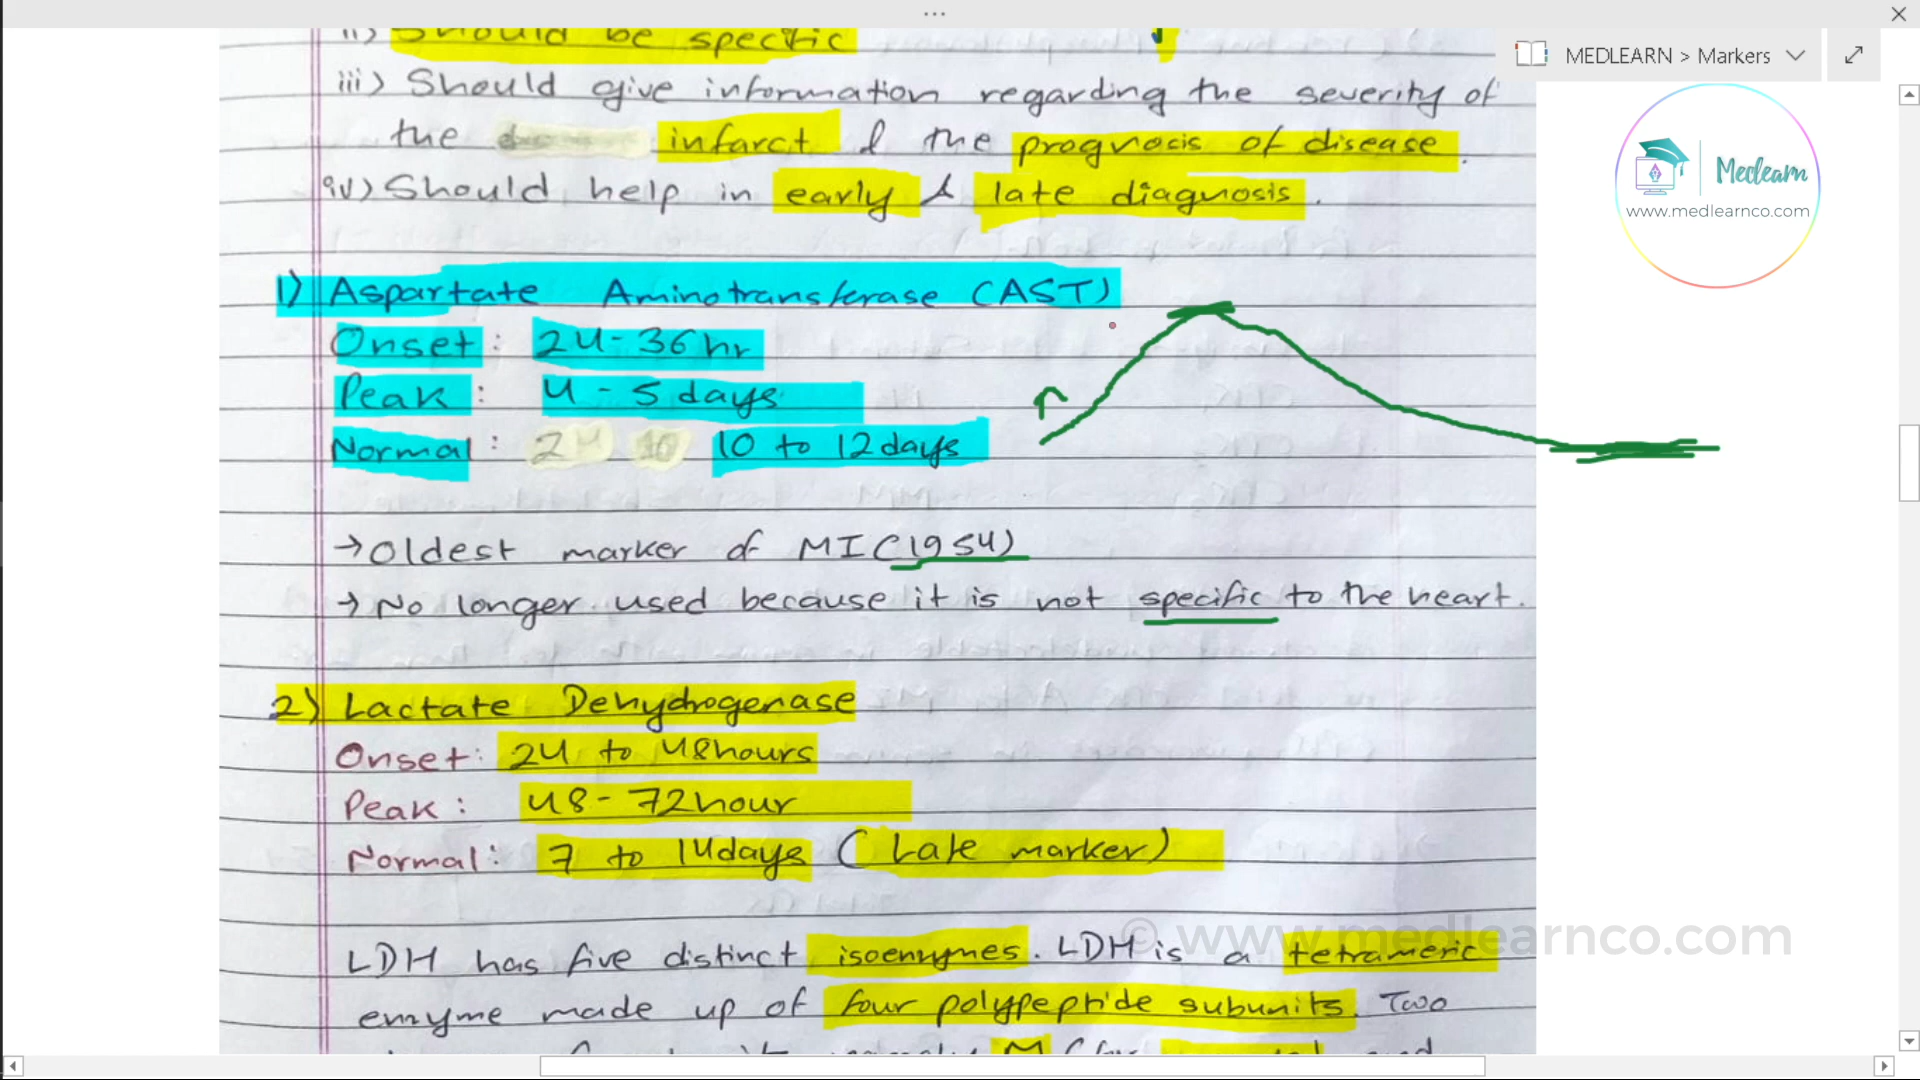 MEDLEARN > Markers
ii) Should be specific
iii) Should give information regarding the severity of
the infarct & the prognosis of disease.
iv) Should help in early & late diagnosis.
Medlearn
www.medlearnco.com
1) Aspartate Aminotransferase (AST)
Onset: 24-36 hr
Peak: 4-5 days
Normal: 24 10 10 to 12 days
→ Oldest marker of MI (1954)
→ No longer used because it is not specific to the heart.
2) Lactate Dehydrogenase
Onset: 24 to 48 hours
Peak: 48-72 hour
Normal: 7 to 14 days (Late marker)
© www.medlearnco.com
LDH has five distinct isoenzymes. LDH is a tetrameric
enzyme made up of four polypeptide subunits. Two